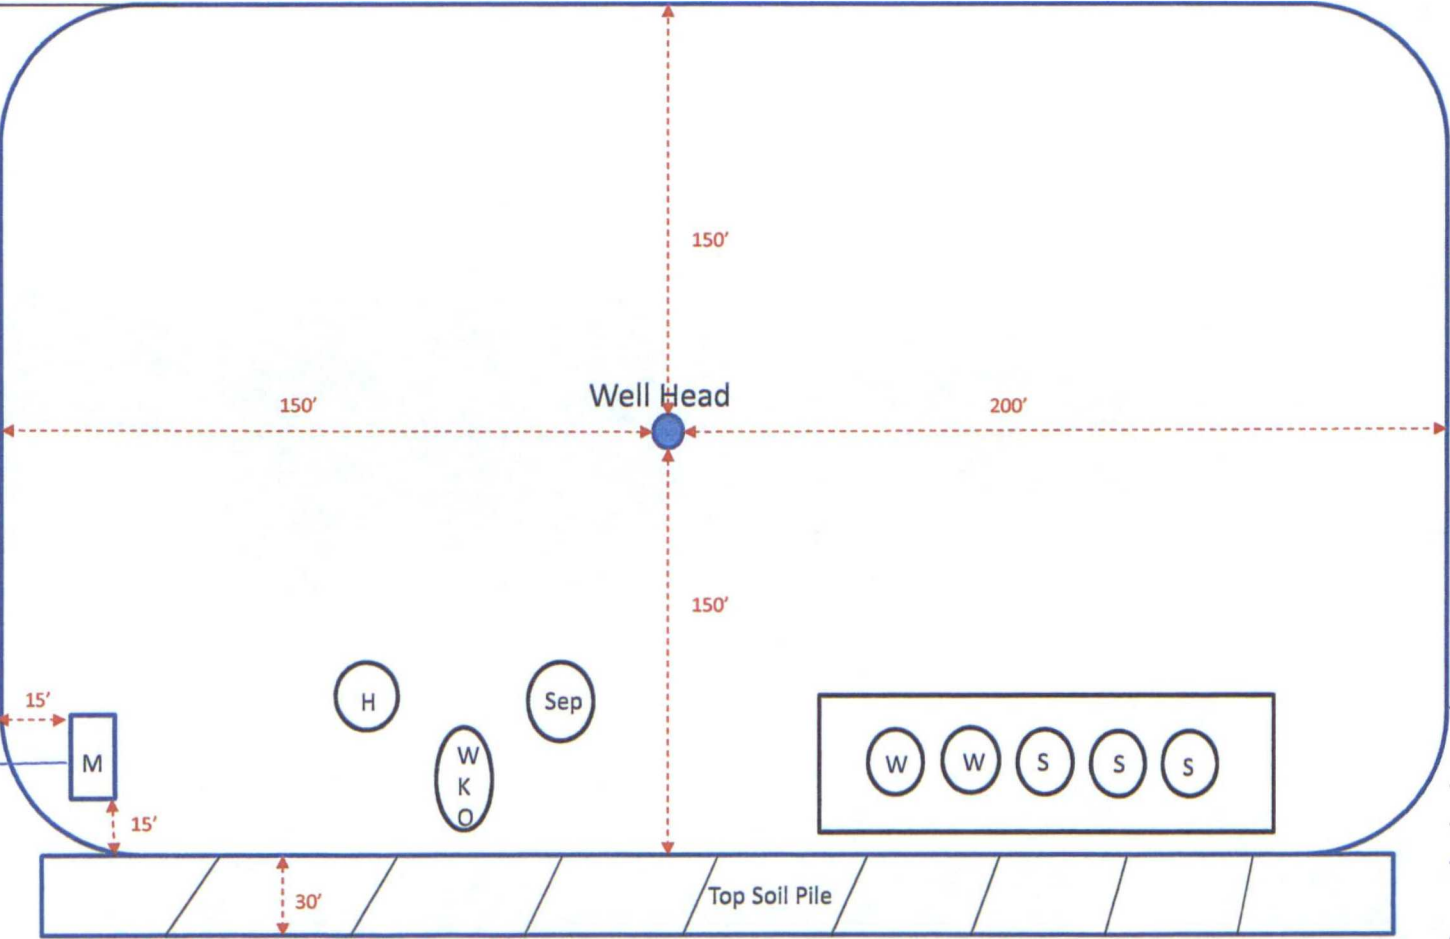 150′
Well Head
150′
200′
150′
15′
H
Sep
M
W
K
O
W W S S S
15′
30′
Top Soil Pile